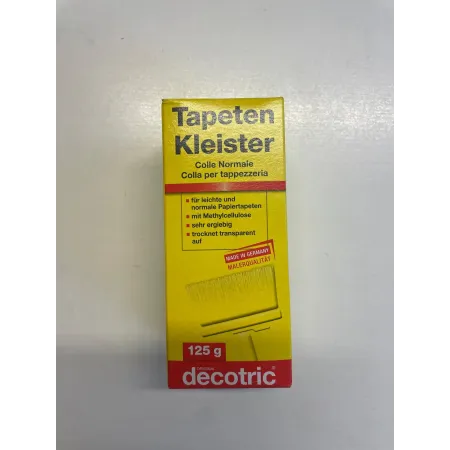 Tapeten
Kleister
Colle Normale
Colla per tappezzeria
für leichte und
normale Papiertapeten
mit Methylcellulose
sehr ergiebig
trocknet transparent
auf
MADE IN GERMANY
MALERQUALITÄT
125 g
decotric®